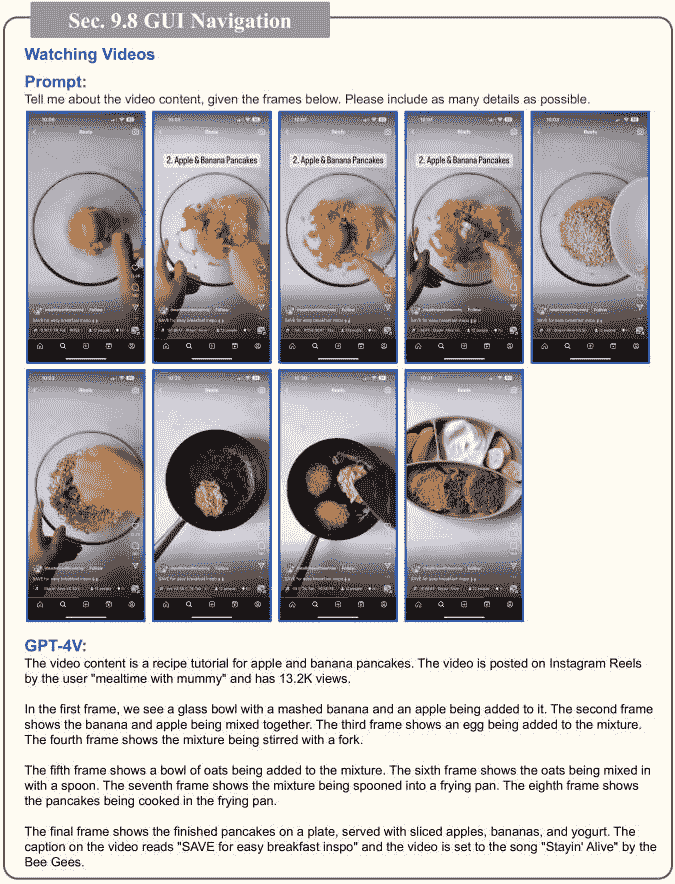 Sec. 9.8 GUI Navigation
Watching Videos
Prompt:
Tell me about the video content, given the frames below. Please include as many details as possible.
Reels
2. Apple & Banana Pancakes
2. Apple & Banana Pancakes
2. Apple & Banana Pancakes
Follow
SAVE for easy breakfast inspo
GPT-4V:
The video content is a recipe tutorial for apple and banana pancakes. The video is posted on Instagram Reels
by the user "mealtime with mummy" and has 13.2K views.
In the first frame, we see a glass bowl with a mashed banana and an apple being added to it. The second frame
shows the banana and apple being mixed together. The third frame shows an egg being added to the mixture.
The fourth frame shows the mixture being stirred with a fork.
The fifth frame shows a bowl of oats being added to the mixture. The sixth frame shows the oats being mixed in
with a spoon. The seventh frame shows the mixture being spooned into a frying pan. The eighth frame shows
the pancakes being cooked in the frying pan.
The final frame shows the finished pancakes on a plate, served with sliced apples, bananas, and yogurt. The
caption on the video reads "SAVE for easy breakfast inspo" and the video is set to the song "Stayin' Alive" by the
Bee Gees.